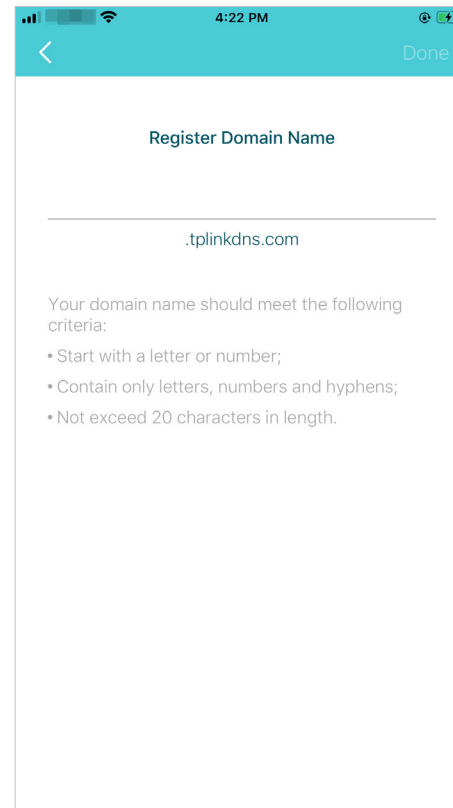 4:22 PM
Done
Register Domain Name
.tplinkdns.com
Your domain name should meet the following
criteria:
• Start with a letter or number;
• Contain only letters, numbers and hyphens;
• Not exceed 20 characters in length.